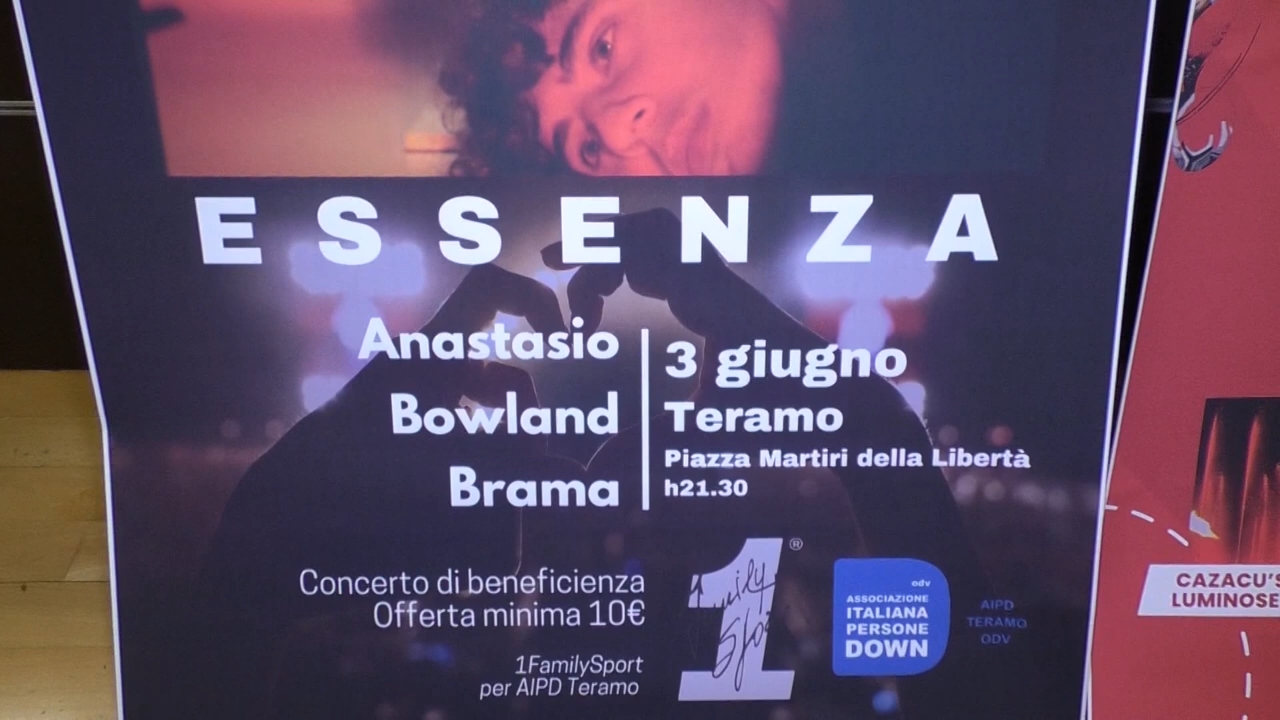 ESSENZA
Anastasio
Bowland
Brama
3 giugno
Teramo
Piazza Martiri della Libertà
h21.30
Concerto di beneficienza
Offerta minima 10€
1FamilySport
per AIPD Teramo
1
®
odv
ASSOCIAZIONE
ITALIANA
PERSONE
DOWN
AIPD
TERAMO
ODV
CAZACU'S
LUMINOSE